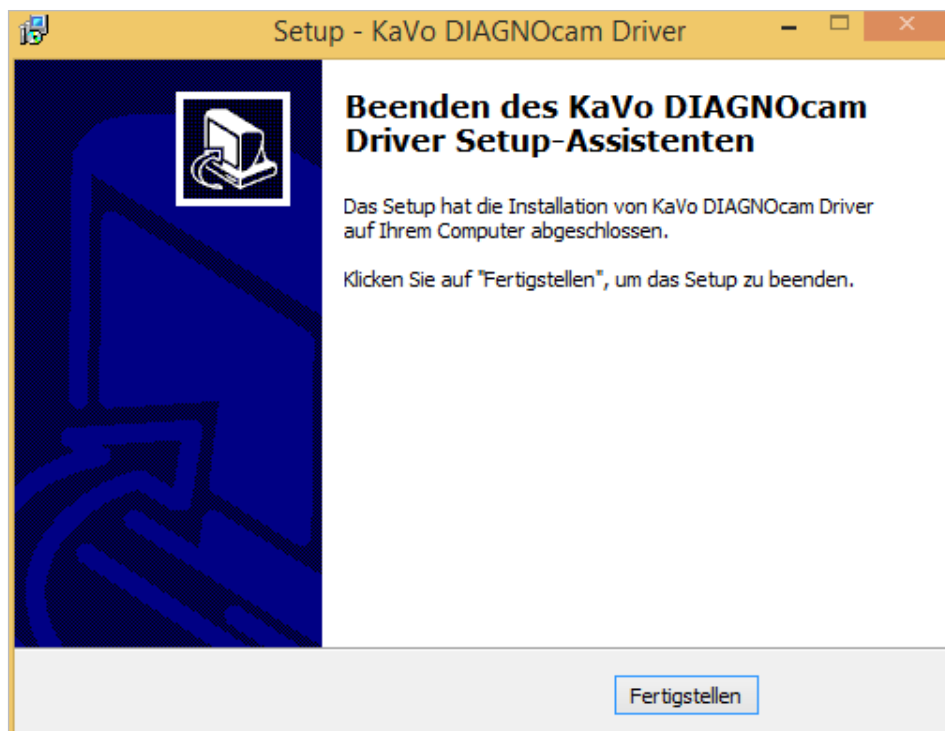 Setup - KaVo DIAGNOcam Driver
Beenden des KaVo DIAGNOcam
Driver Setup-Assistenten
Das Setup hat die Installation von KaVo DIAGNOcam Driver
auf Ihrem Computer abgeschlossen.
Klicken Sie auf "Fertigstellen", um das Setup zu beenden.
Fertigstellen